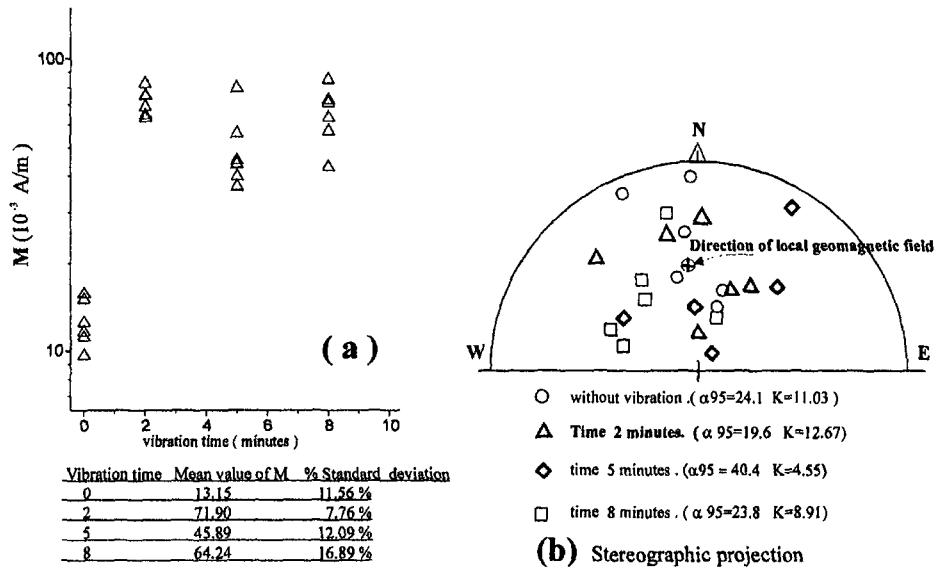 100
10
M (10⁻³ A/m)
( a )
0 2 4 6 8 10
vibration time ( minutes )
Vibration time Mean value of M % Standard deviation
0 13.15 11.56 %
2 71.90 7.76 %
5 45.89 12.09 %
8 64.24 16.89 %
N
Direction of local geomagnetic field
W E
without vibration .( α95=24.1 K=11.03 )
Time 2 minutes. ( α 95=19.6 K=12.67)
time 5 minutes . (α95 = 40.4 K=4.55)
time 8 minutes . ( α 95=23.8 K=8.91)
(b) Stereographic projection